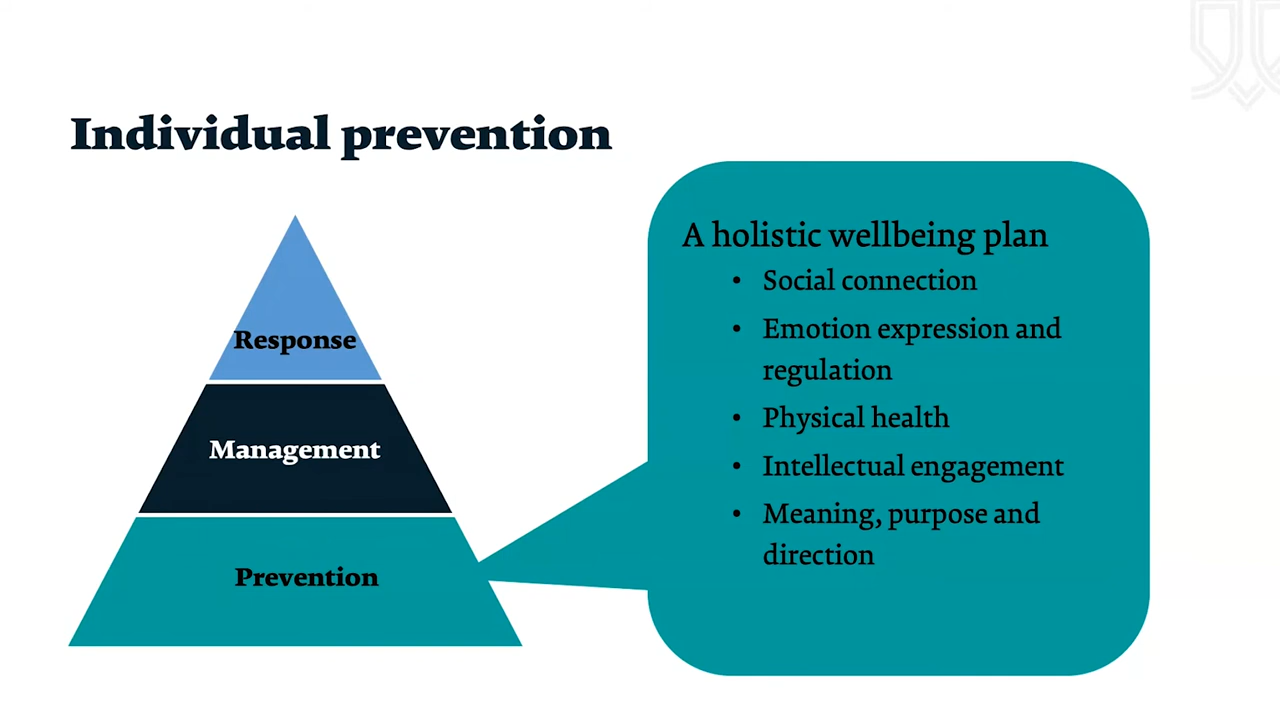 Individual prevention
Response
Management
Prevention
A holistic wellbeing plan
• Social connection
• Emotion expression and
regulation
• Physical health
• Intellectual engagement
• Meaning, purpose and
direction